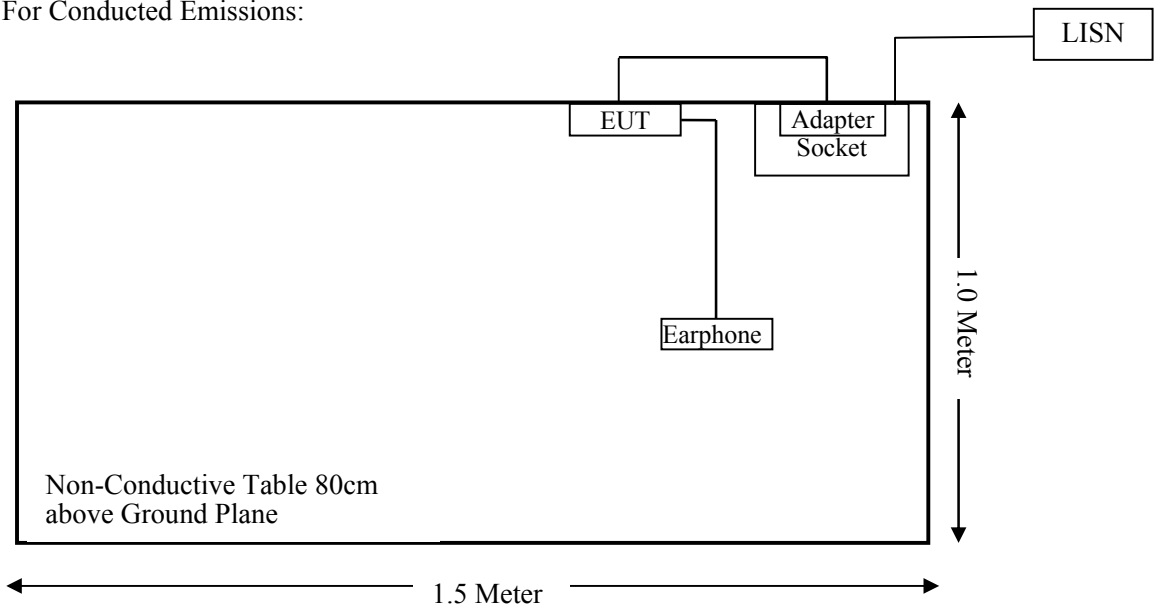 For Conducted Emissions:
LISN
EUT
Adapter
Socket
Earphone
1.0 Meter
Non-Conductive Table 80cm
above Ground Plane
1.5 Meter